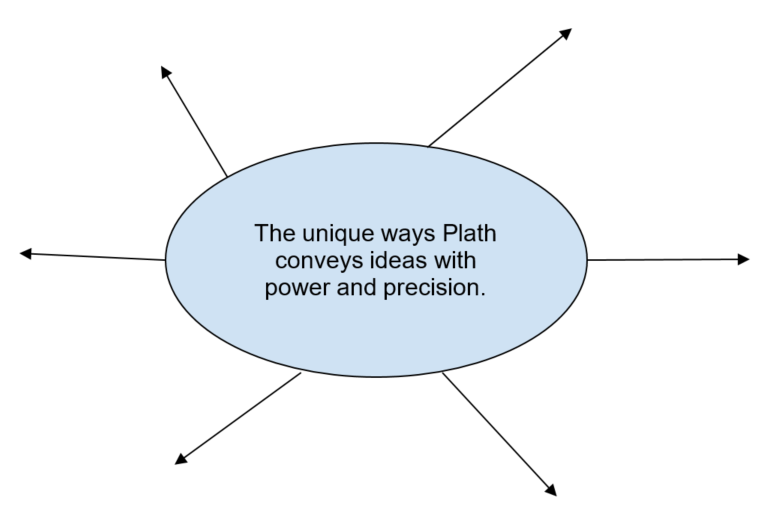 The unique ways Plath
conveys ideas with
power and precision.